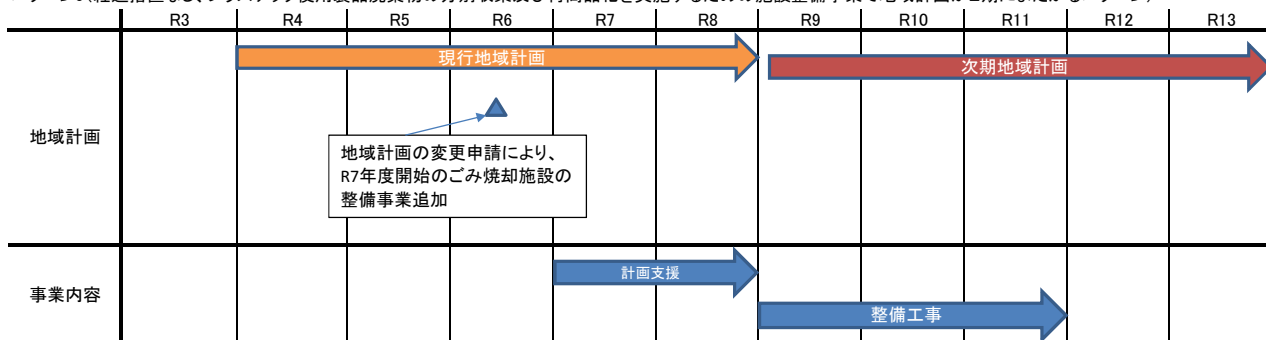 R3 R4 R5 R6 R7 R8 R9 R10 R11 R12 R13
現行地域計画
次期地域計画
地域計画
地域計画の変更申請により、
R7年度開始のごみ焼却施設の
整備事業追加
計画支援
事業内容
整備工事